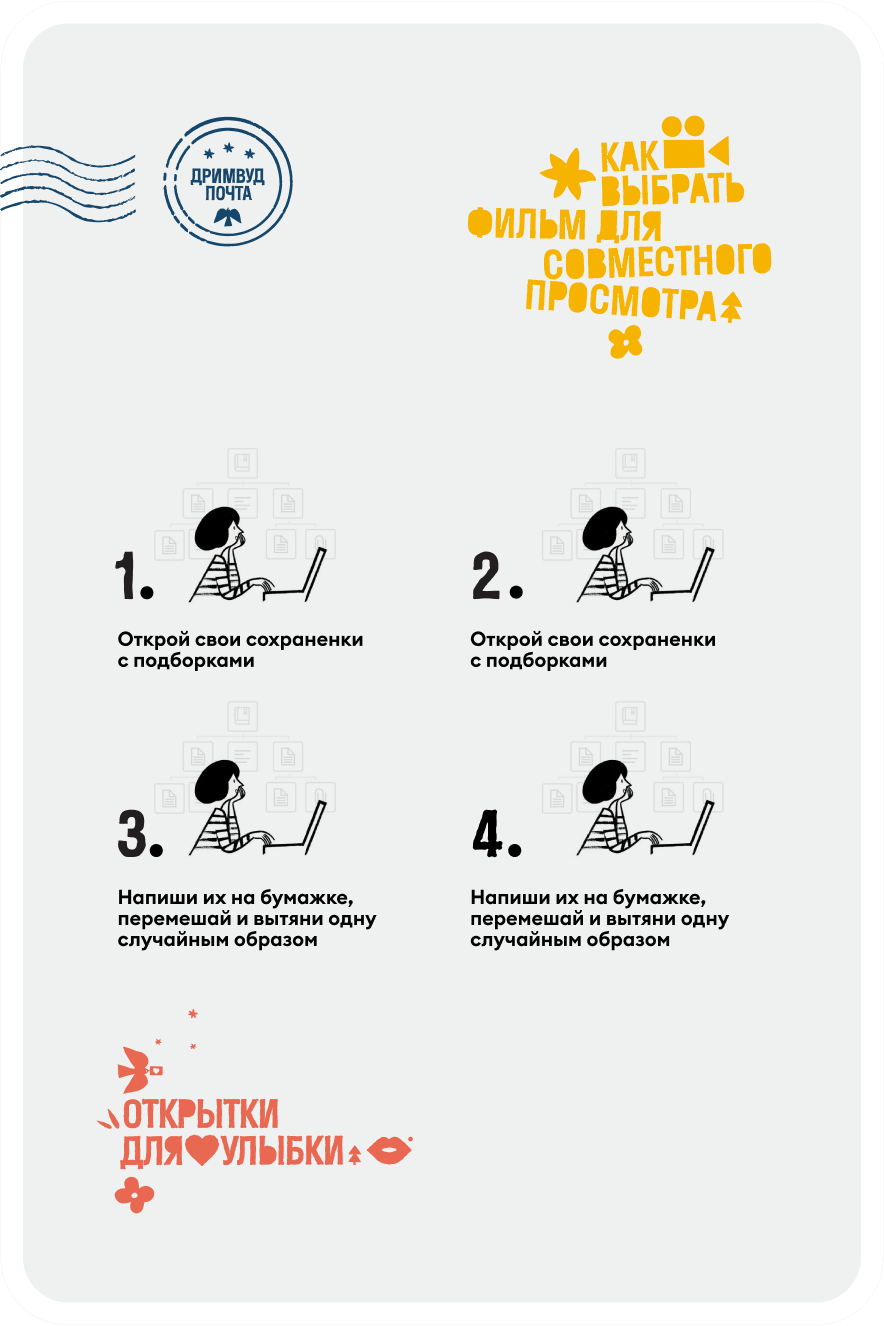 ДРИМВУД
ПОЧТА
КАК
ВЫБРАТЬ
ФИЛЬМ ДЛЯ
СОВМЕСТНОГО
ПРОСМОТРА
1.
Открой свои сохраненки
с подборками
2.
Открой свои сохраненки
с подборками
3.
Напиши их на бумажке,
перемешай и вытяни одну
случайным образом
4.
Напиши их на бумажке,
перемешай и вытяни одну
случайным образом
ОТКРЫТКИ
ДЛЯ УЛЫБКИ